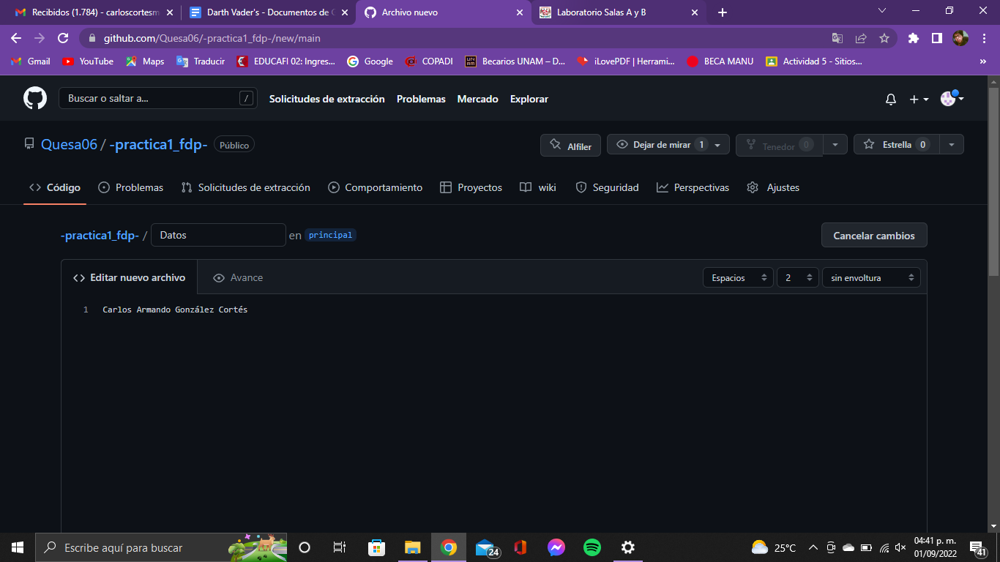 Recibidos (1.784) - carloscortesm
Darth Vader's - Documentos de G
Archivo nuevo
Laboratorio Salas A y B
github.com/Quesa06/-practica1_fdp-/new/main
Gmail
YouTube
Maps
Traducir
EDUCAFI 02: Ingres...
Google
COPADI
Becarios UNAM – D...
iLovePDF | Herrami...
BECA MANU
Actividad 5 - Sitios...
»
Buscar o saltar a...
/
Solicitudes de extracción
Problemas
Mercado
Explorar
Quesa06 / -practica1_fdp-
Público
Alfiler
Dejar de mirar 1
Tenedor 0
Estrella 0
Código
Problemas
Solicitudes de extracción
Comportamiento
Proyectos
wiki
Seguridad
Perspectivas
Ajustes
-practica1_fdp- / Datos en principal
Cancelar cambios
Editar nuevo archivo
Avance
Espacios
2
sin envoltura
1 Carlos Armando González Cortés
Escribe aquí para buscar
24
25°C
04:41 p. m.
01/09/2022
41